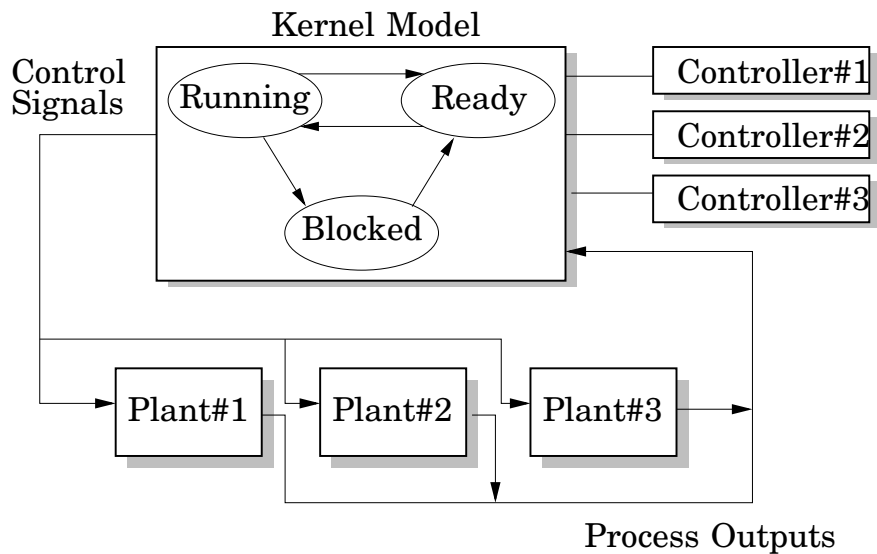 Kernel Model
Control
Signals
Running
Ready
Blocked
Controller#1
Controller#2
Controller#3
Plant#1
Plant#2
Plant#3
Process Outputs